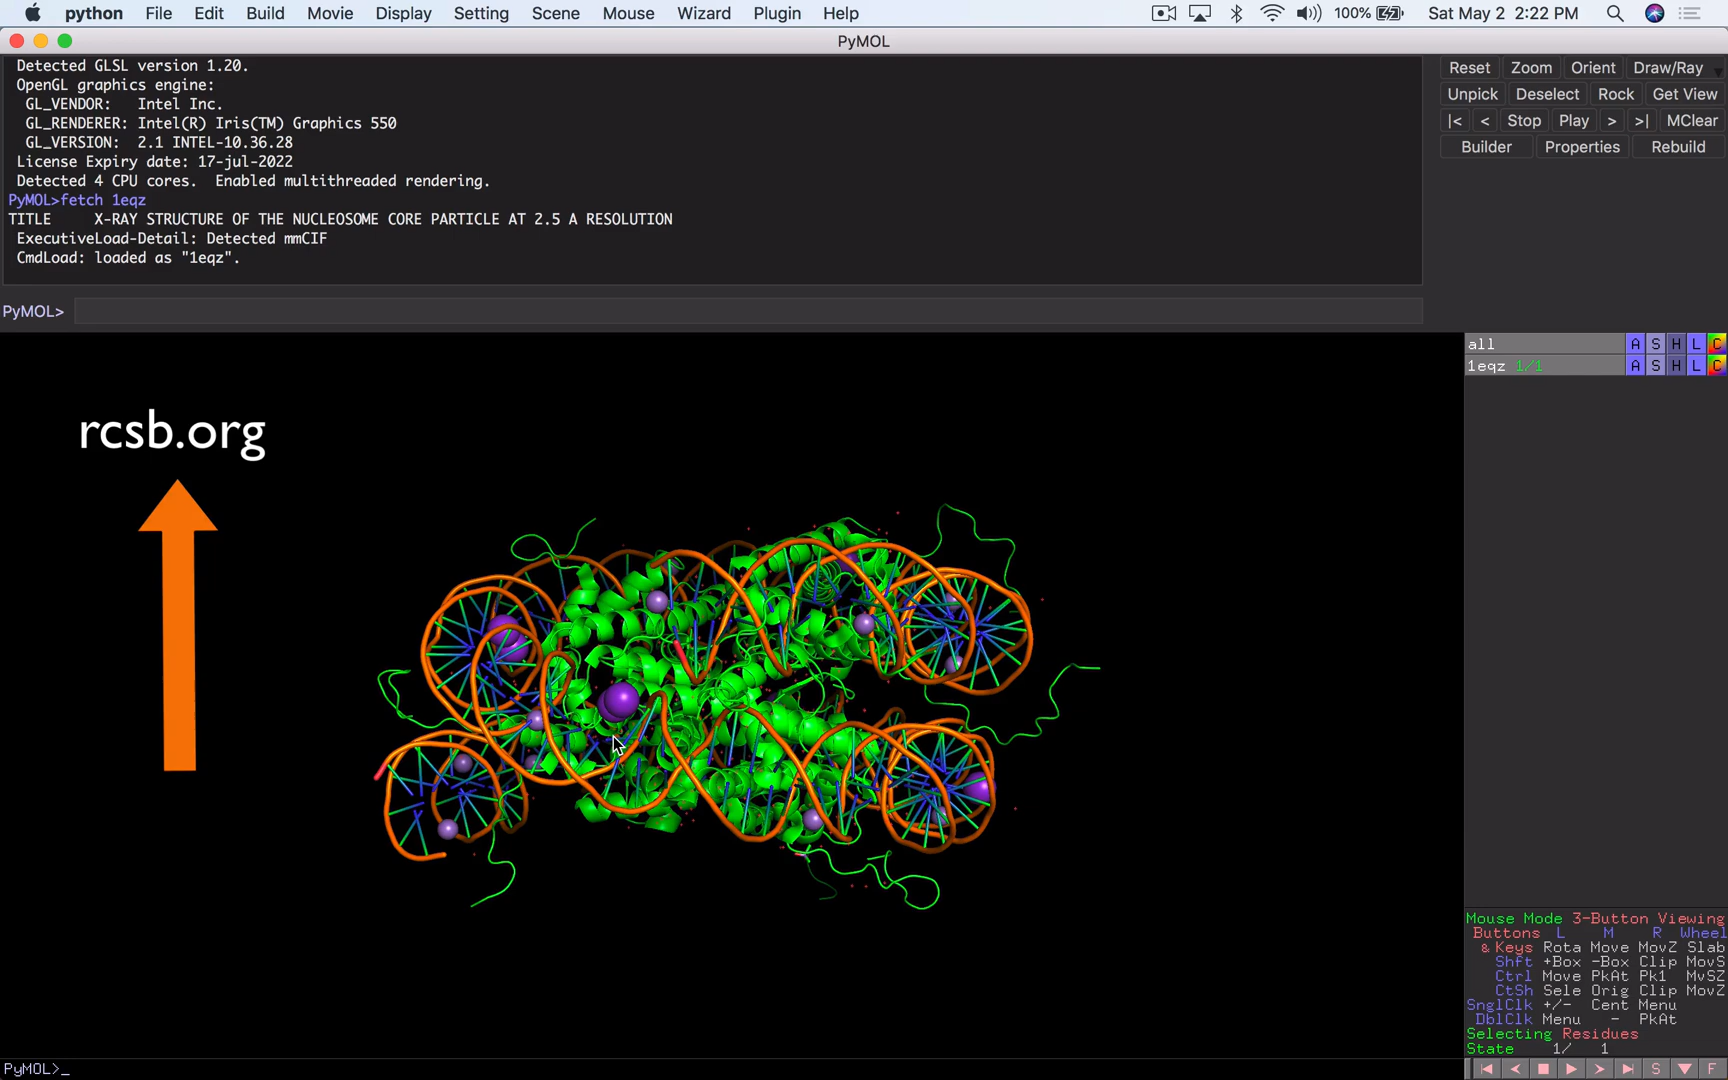 python File Edit Build Movie Display Setting Scene Mouse Wizard Plugin Help 100% Sat May 2 2:22 PM
PyMOL
Detected GLSL version 1.20.
OpenGL graphics engine:
GL_VENDOR: Intel Inc.
GL_RENDERER: Intel(R) Iris(TM) Graphics 550
GL_VERSION: 2.1 INTEL-10.36.28
License Expiry date: 17-jul-2022
Detected 4 CPU cores. Enabled multithreaded rendering.
PyMOL>fetch 1eqz
TITLE X-RAY STRUCTURE OF THE NUCLEOSOME CORE PARTICLE AT 2.5 A RESOLUTION
ExecutiveLoad-Detail: Detected mmCIF
CmdLoad: loaded as "1eqz".
PyMOL>
Reset Zoom Orient Draw/Ray
Unpick Deselect Rock Get View
|< < Stop Play > >| MClear
Builder Properties Rebuild
all A S H L C
1eqz 1/1 A S H L C
rcsb.org
Mouse Mode 3-Button Viewing
Buttons L M R Wheel
& Keys Rota Move MovZ Slab
Shft +Box -Box Clip MovS
Ctrl Move PkAt Pk1 MvSZ
CtSh Sele Orig Clip MovZ
SnglClk +/- Cent Menu
DblClk Menu - PkAt
Selecting Residues
State 1/ 1
PyMOL>_
S F